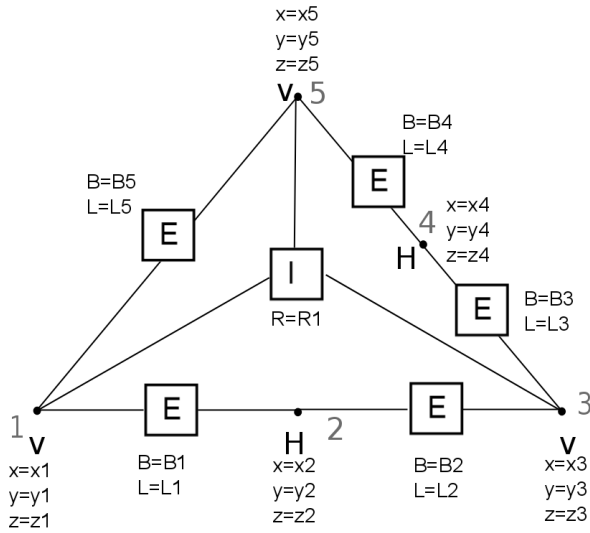 x=x5
y=y5
z=z5
v 5
B=B4
L=L4
E
B=B5
L=L5
E
x=x4
4 y=y4
H z=z4
I
R=R1
E
B=B3
L=L3
1
v
E
H
2
E
3
v
x=x1
y=y1
z=z1
B=B1
L=L1
x=x2
y=y2
z=z2
B=B2
L=L2
x=x3
y=y3
z=z3